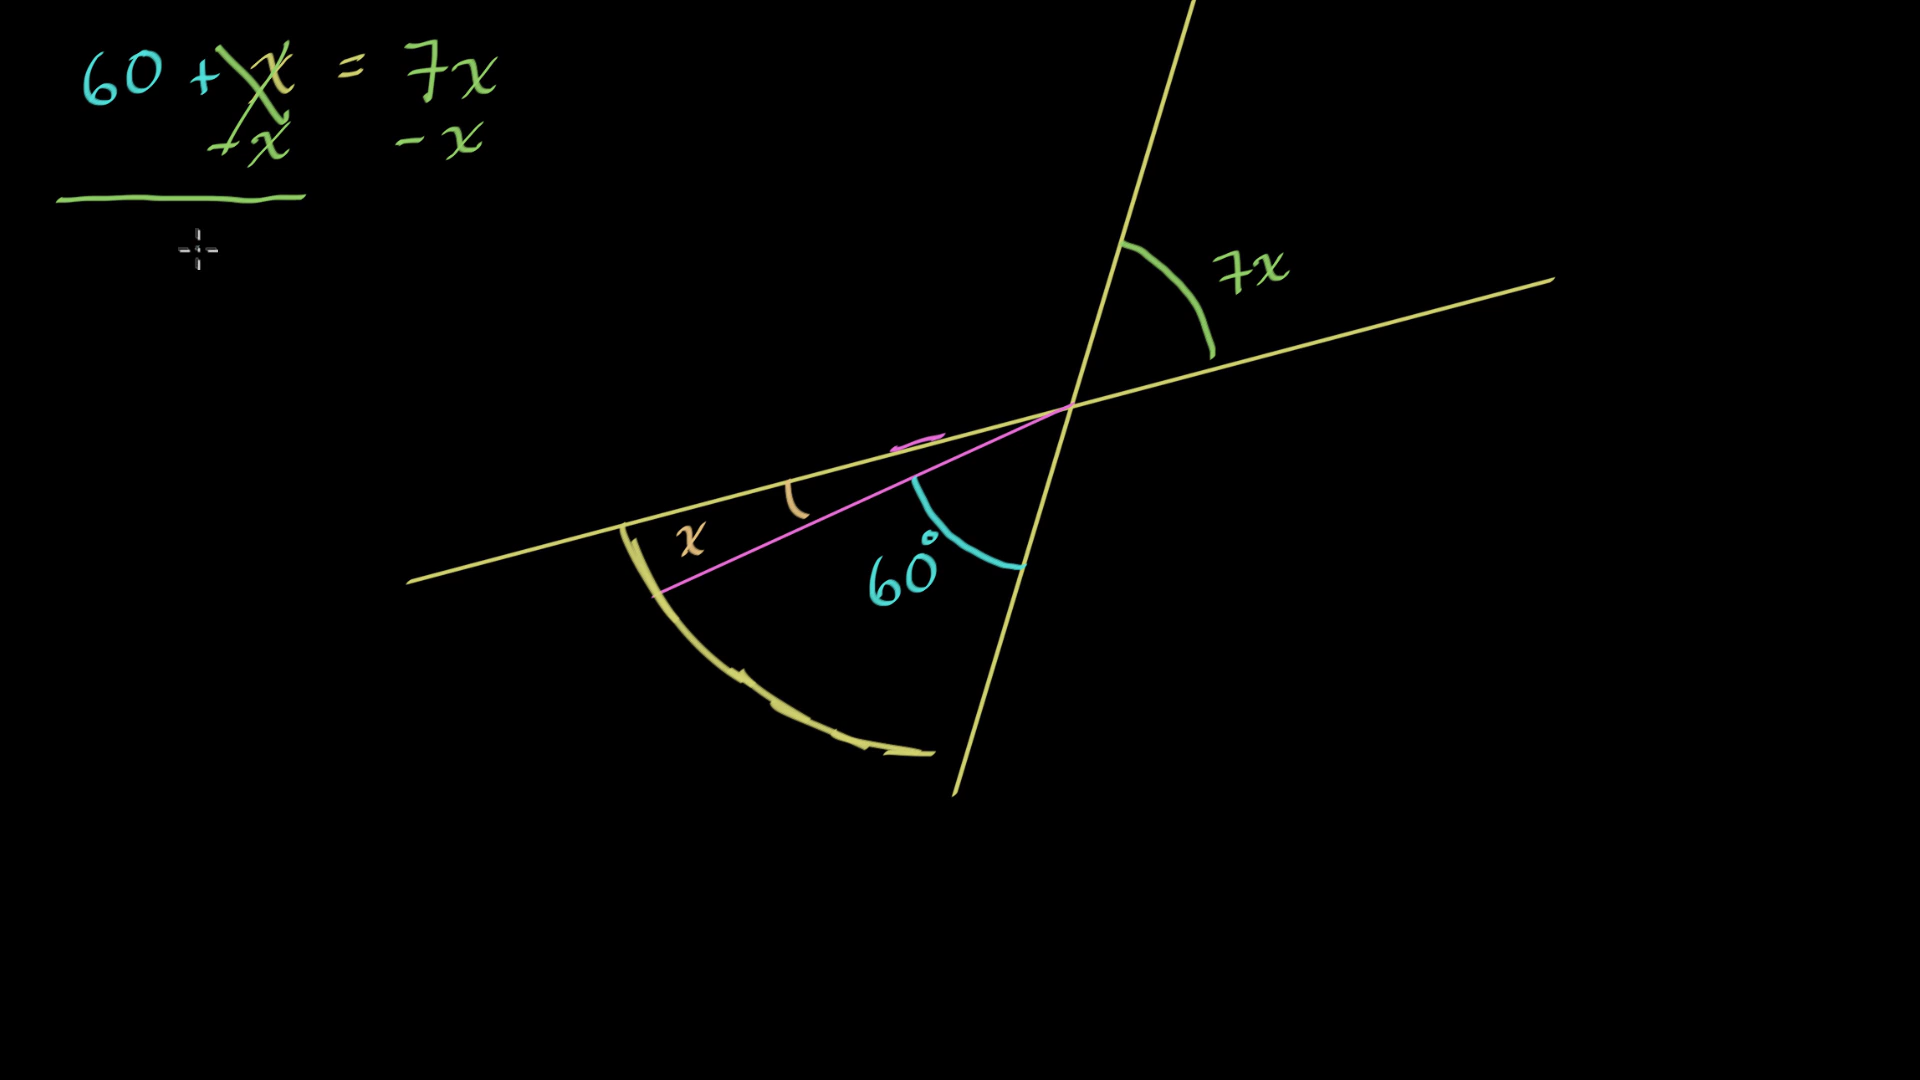 60 + x = 7x
-x -x
7x
x
60°